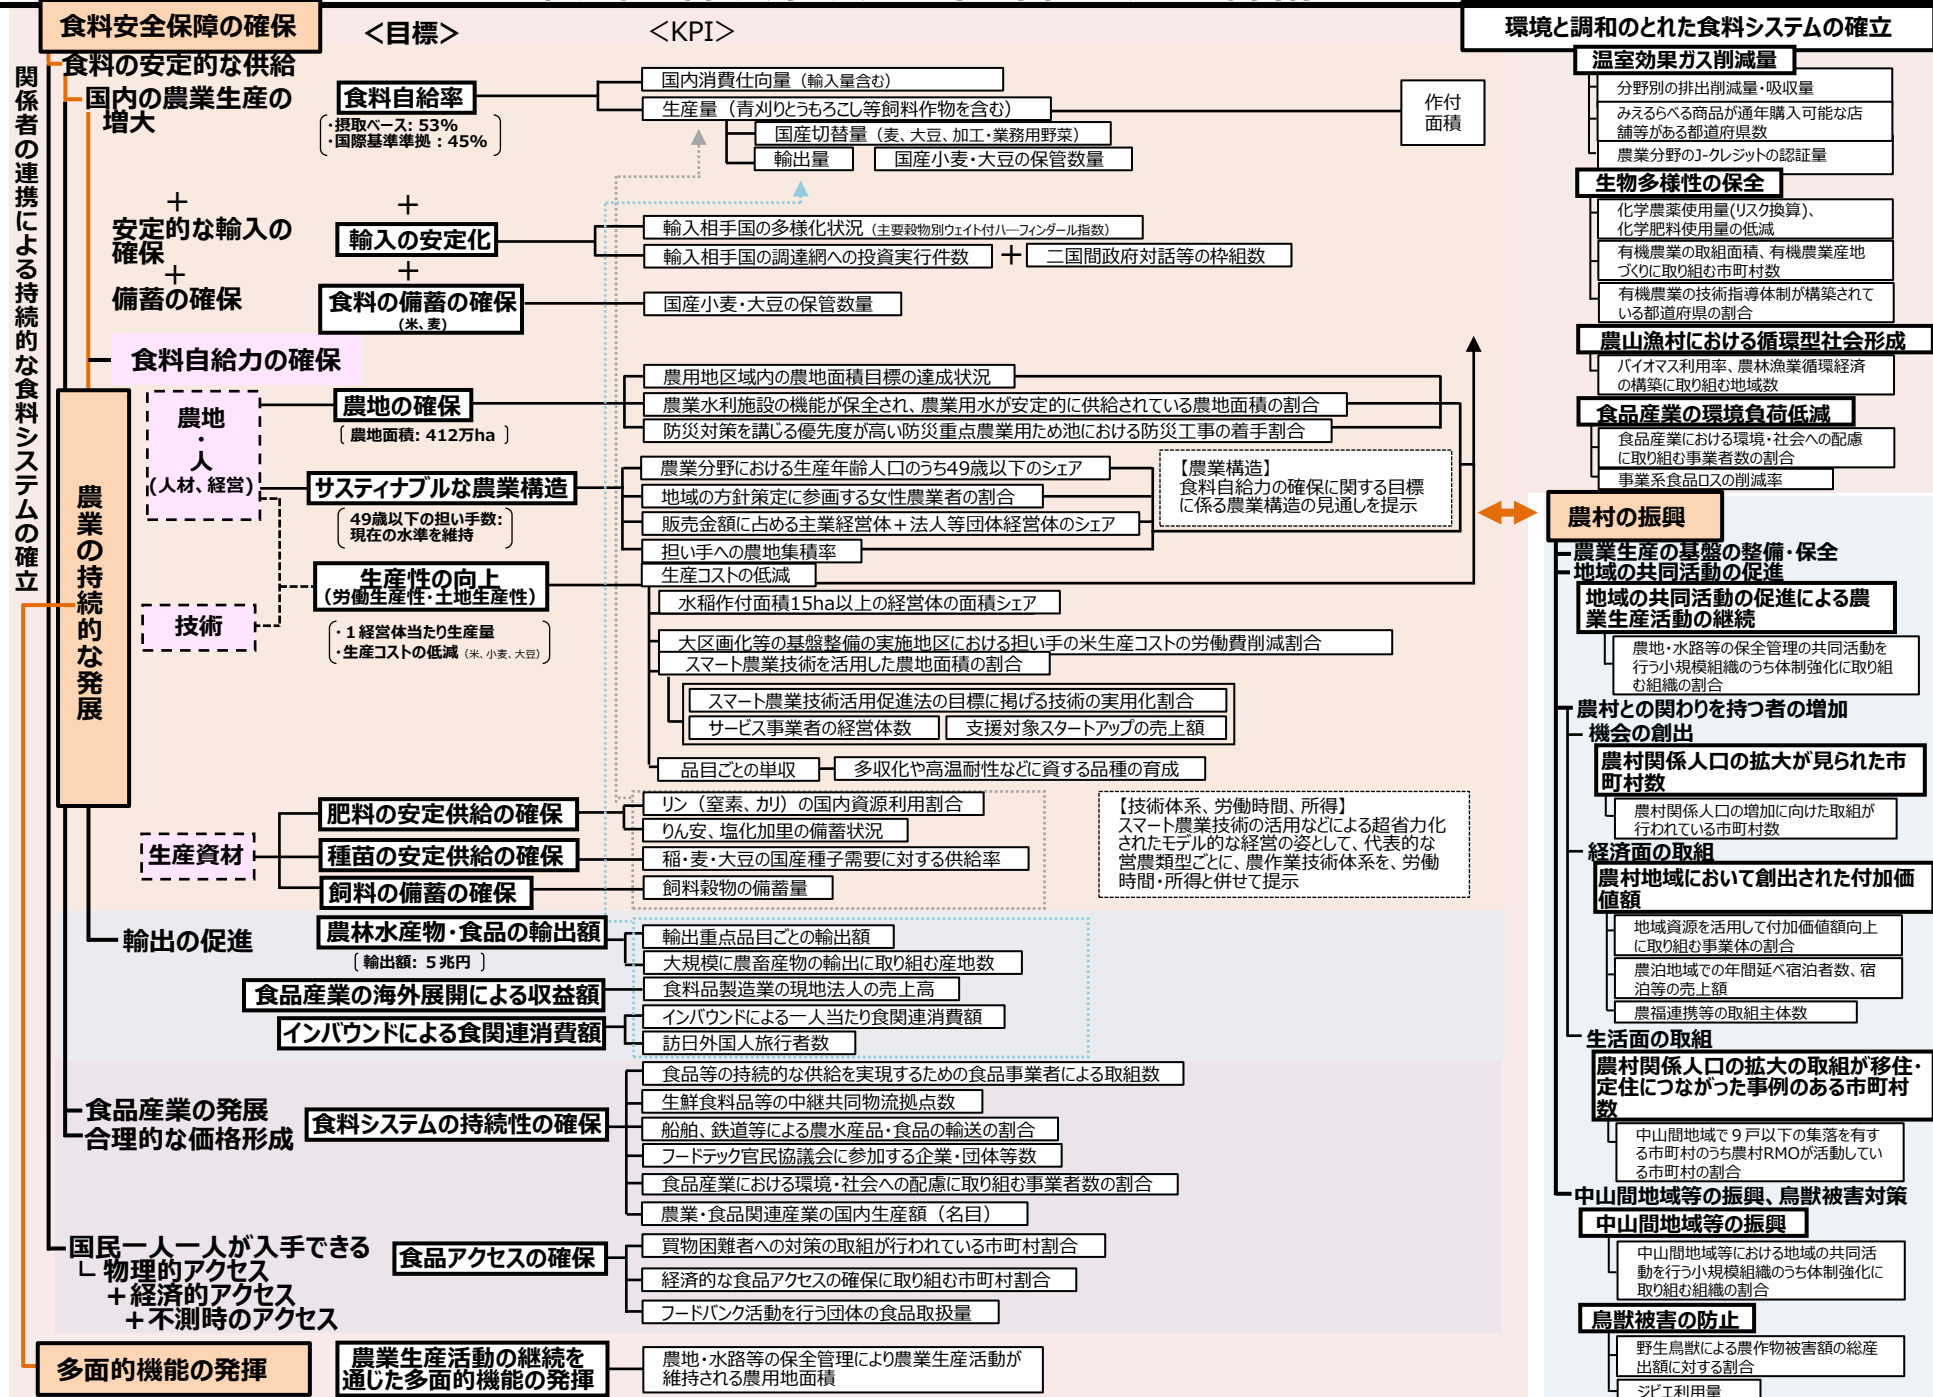 食料安全保障の確保
＜目標＞
＜KPI＞
関係者の連携による持続的な食料システムの確立
食料の安定的な供給
国内の農業生産の
増大
食料自給率
・摂取ベース: 53%
・国際基準準拠：45%
国内消費仕向量（輸入量含む）
生産量（青刈りとうもろこし等飼料作物を含む）
国産切替量（麦、大豆、加工・業務用野菜）
輸出量
国産小麦・大豆の保管数量
作付
面積
＋
安定的な輸入の
確保
＋
備蓄の確保
＋
輸入の安定化
＋
食料の備蓄の確保
(米、麦)
輸入相手国の多様化状況（主要穀物別ウェイト付ハーフィンダール指数）
輸入相手国の調達網への投資実行件数
＋
二国間政府対話等の枠組数
国産小麦・大豆の保管数量
食料自給力の確保
農業の持続的な発展
農地
・
人
(人材、経営)
技術
農地の確保
農地面積: 412万ha
農用地区域内の農地面積目標の達成状況
農業水利施設の機能が保全され、農業用水が安定的に供給されている農地面積の割合
防災対策を講じる優先度が高い防災重点農業用ため池における防災工事の着手割合
サスティナブルな農業構造
49歳以下の担い手数:
現在の水準を維持
農業分野における生産年齢人口のうち49歳以下のシェア
地域の方針策定に参画する女性農業者の割合
販売金額に占める主業経営体＋法人等団体経営体のシェア
担い手への農地集積率
【農業構造】
食料自給力の確保に関する目標
に係る農業構造の見通しを提示
生産性の向上
(労働生産性・土地生産性)
・１経営体当たり生産量
・生産コストの低減（米、小麦、大豆）
生産コストの低減
水稲作付面積15ha以上の経営体の面積シェア
大区画化等の基盤整備の実施地区における担い手の米生産コストの労働費削減割合
スマート農業技術を活用した農地面積の割合
スマート農業技術活用促進法の目標に掲げる技術の実用化割合
サービス事業者の経営体数
支援対象スタートアップの売上額
品目ごとの単収
多収化や高温耐性などに資する品種の育成
生産資材
肥料の安定供給の確保
種苗の安定供給の確保
飼料の備蓄の確保
リン（窒素、カリ）の国内資源利用割合
りん安、塩化加里の備蓄状況
稲・麦・大豆の国産種子需要に対する供給率
飼料穀物の備蓄量
【技術体系、労働時間、所得】
スマート農業技術の活用などによる超省力化
されたモデル的な経営の姿として、代表的な
営農類型ごとに、農作業技術体系を、労働
時間・所得と併せて提示
輸出の促進
農林水産物・食品の輸出額
輸出額: ５兆円
食品産業の海外展開による収益額
インバウンドによる食関連消費額
輸出重点品目ごとの輸出額
大規模に農畜産物の輸出に取り組む産地数
食料品製造業の現地法人の売上高
インバウンドによる一人当たり食関連消費額
訪日外国人旅行者数
食品産業の発展
合理的な価格形成
食料システムの持続性の確保
食品等の持続的な供給を実現するための食品事業者による取組数
生鮮食料品等の中継共同物流拠点数
船舶、鉄道等による農水産品・食品の輸送の割合
フードテック官民協議会に参加する企業・団体等数
食品産業における環境・社会への配慮に取り組む事業者数の割合
農業・食品関連産業の国内生産額（名目）
国民一人一人が入手できる
物理的アクセス
＋経済的アクセス
＋不測時のアクセス
食品アクセスの確保
買物困難者への対策の取組が行われている市町村割合
経済的な食品アクセスの確保に取り組む市町村割合
フードバンク活動を行う団体の食品取扱量
多面的機能の発揮
農業生産活動の継続を
通じた多面的機能の発揮
農地・水路等の保全管理により農業生産活動が
維持される農用地面積
環境と調和のとれた食料システムの確立
温室効果ガス削減量
分野別の排出削減量・吸収量
みえるらべる商品が通年購入可能な店
舗等がある都道府県数
農業分野のJ-クレジットの認証量
生物多様性の保全
化学農薬使用量(リスク換算)、
化学肥料使用量の低減
有機農業の取組面積、有機農業産地
づくりに取り組む市町村数
有機農業の技術指導体制が構築されて
いる都道府県の割合
農山漁村における循環型社会形成
バイオマス利用率、農林漁業循環経済
の構築に取り組む地域数
食品産業の環境負荷低減
食品産業における環境・社会への配慮
に取り組む事業者数の割合
事業系食品ロスの削減率
農村の振興
農業生産の基盤の整備・保全
地域の共同活動の促進
地域の共同活動の促進による農
業生産活動の継続
農地・水路等の保全管理の共同活動を
行う小規模組織のうち体制強化に取り組
む組織の割合
農村との関わりを持つ者の増加
機会の創出
農村関係人口の拡大が見られた市
町村数
農村関係人口の増加に向けた取組が
行われている市町村数
経済面の取組
農村地域において創出された付加価
値額
地域資源を活用して付加価値額向上
に取り組む事業体の割合
農泊地域での年間延べ宿泊者数、宿
泊等の売上額
農福連携等の取組主体数
生活面の取組
農村関係人口の拡大の取組が移住・
定住につながった事例のある市町村
数
中山間地域で９戸以下の集落を有す
る市町村のうち農村RMOが活動してい
る市町村の割合
中山間地域等の振興、鳥獣被害対策
中山間地域等の振興
中山間地域等における地域の共同活
動を行う小規模組織のうち体制強化に
取り組む組織の割合
鳥獣被害の防止
野生鳥獣による農作物被害額の総産
出額に対する割合
ジビエ利用量